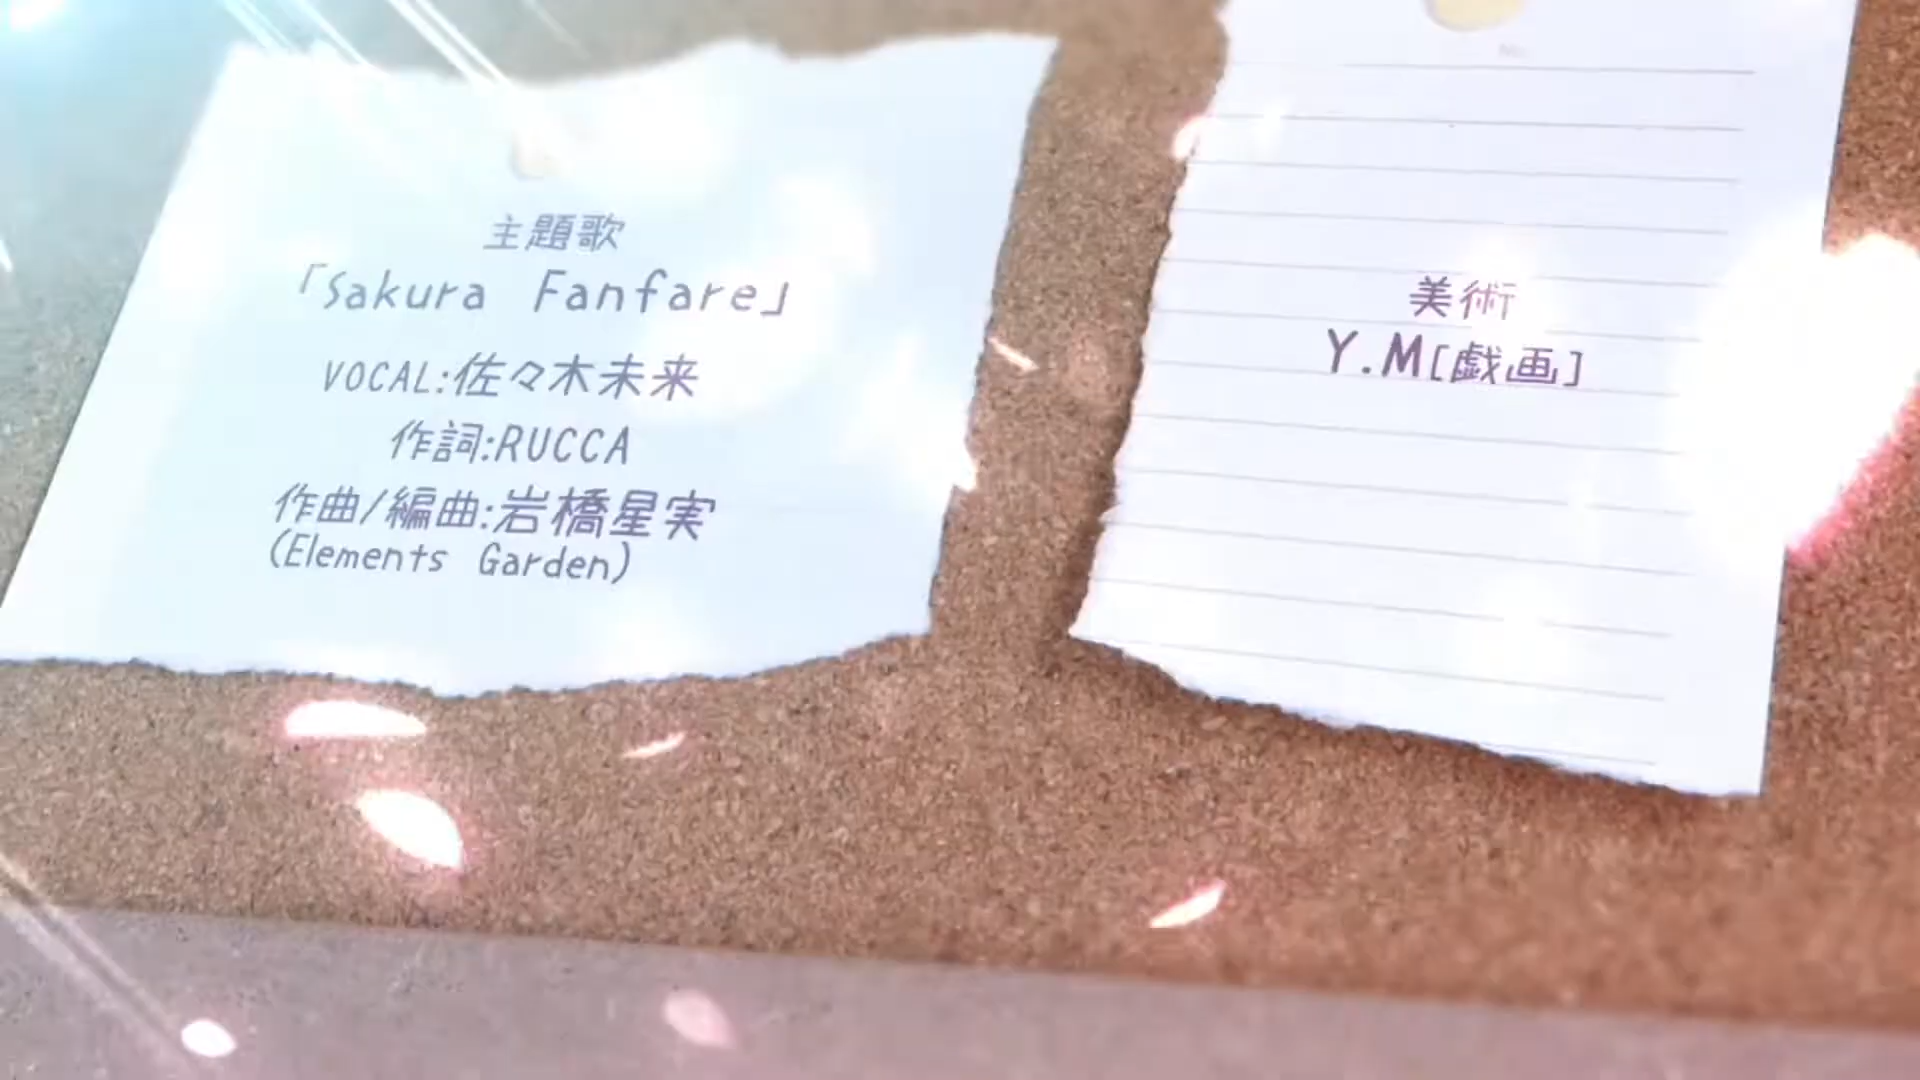 主題歌
「Sakura Fanfare」
VOCAL:佐々木未来
作詞:RUCCA
作曲/編曲:岩橋星実
(Elements Garden)
美術
Y.M[戯画]